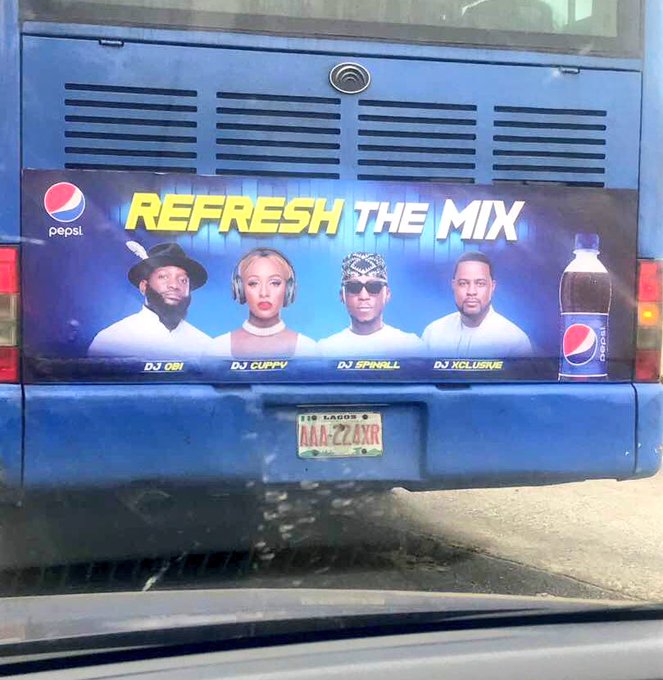 REFRESH THE MIX
pepsi
DJ OBI
DJ CUPPY
DJ SPINALL
DJ XCLUSIVE
pepsi
LAGOS
AAA-224XR